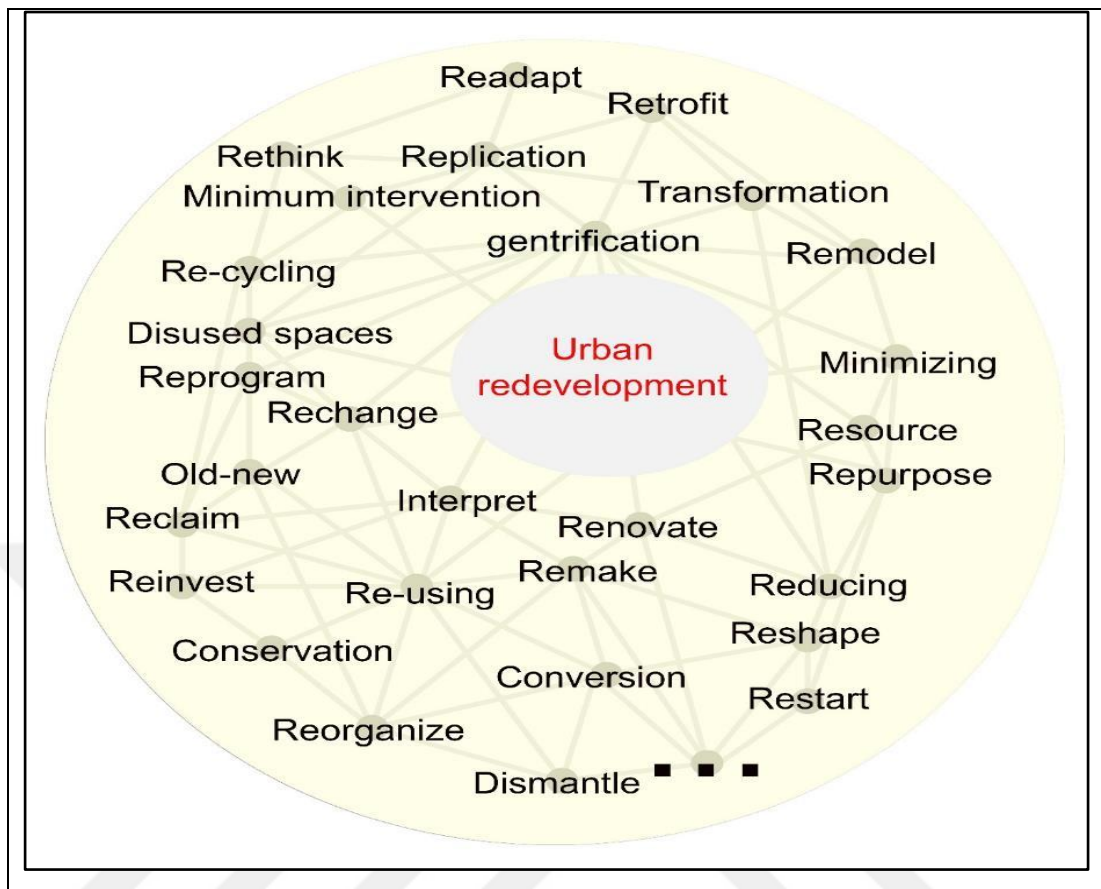 Readapt
Retrofit
Rethink
Replication
Minimum intervention
Transformation
gentrification
Remodel
Re-cycling
Disused spaces
Urban
redevelopment
Minimizing
Reprogram
Rechange
Resource
Repurpose
Old-new
Interpret
Reclaim
Renovate
Reinvest
Re-using
Remake
Reducing
Reshape
Conservation
Conversion
Restart
Reorganize
Dismantle ...